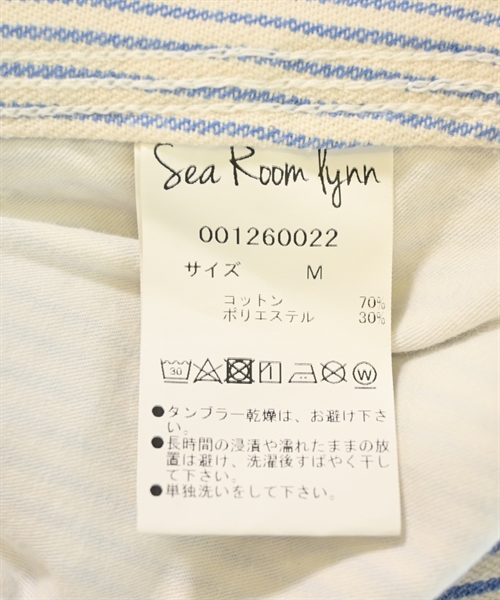 Sea Room lynn
001260022
サイズ M
コットン 70%
ポリエステル 30%
30
W
●タンブラー乾燥は、お避け下さ
い。
●長時間の浸漬や濡れたままの放
置は避け、洗濯後すばやく干し
て下さい。
●単独洗いをして下さい。